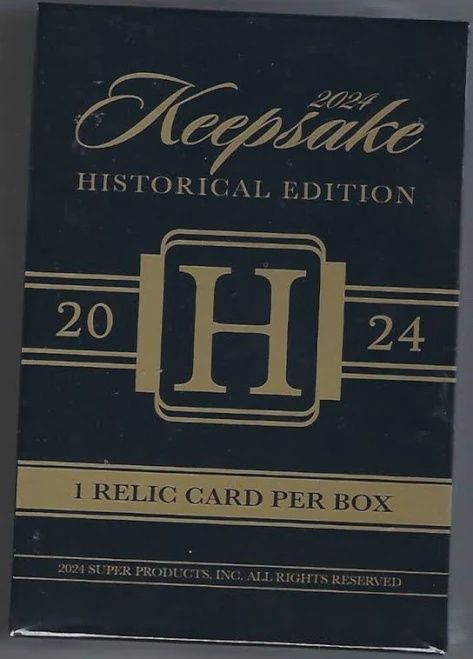 2024
Keepsake
HISTORICAL EDITION
20 H 24
1 RELIC CARD PER BOX
2024 SUPER PRODUCTS, INC. ALL RIGHTS RESERVED